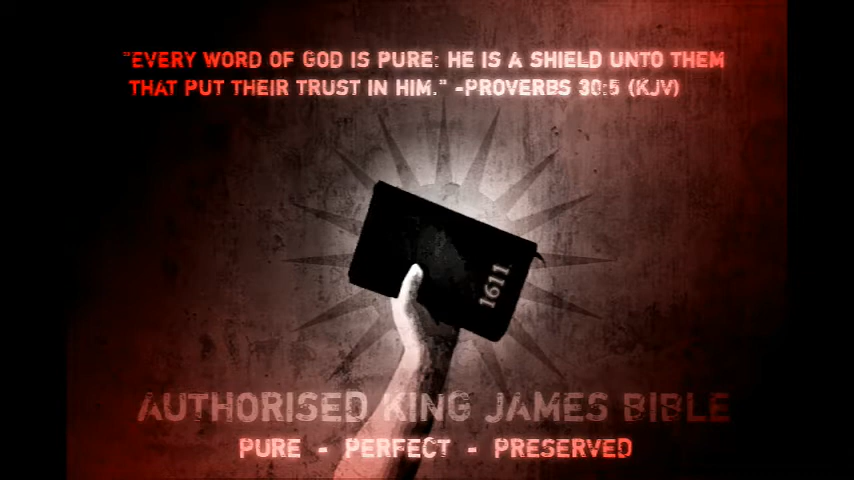 "EVERY WORD OF GOD IS PURE: HE IS A SHIELD UNTO THEM
THAT PUT THEIR TRUST IN HIM." -PROVERBS 30:5 (KJV)
1611
AUTHORISED KING JAMES BIBLE
PURE - PERFECT - PRESERVED